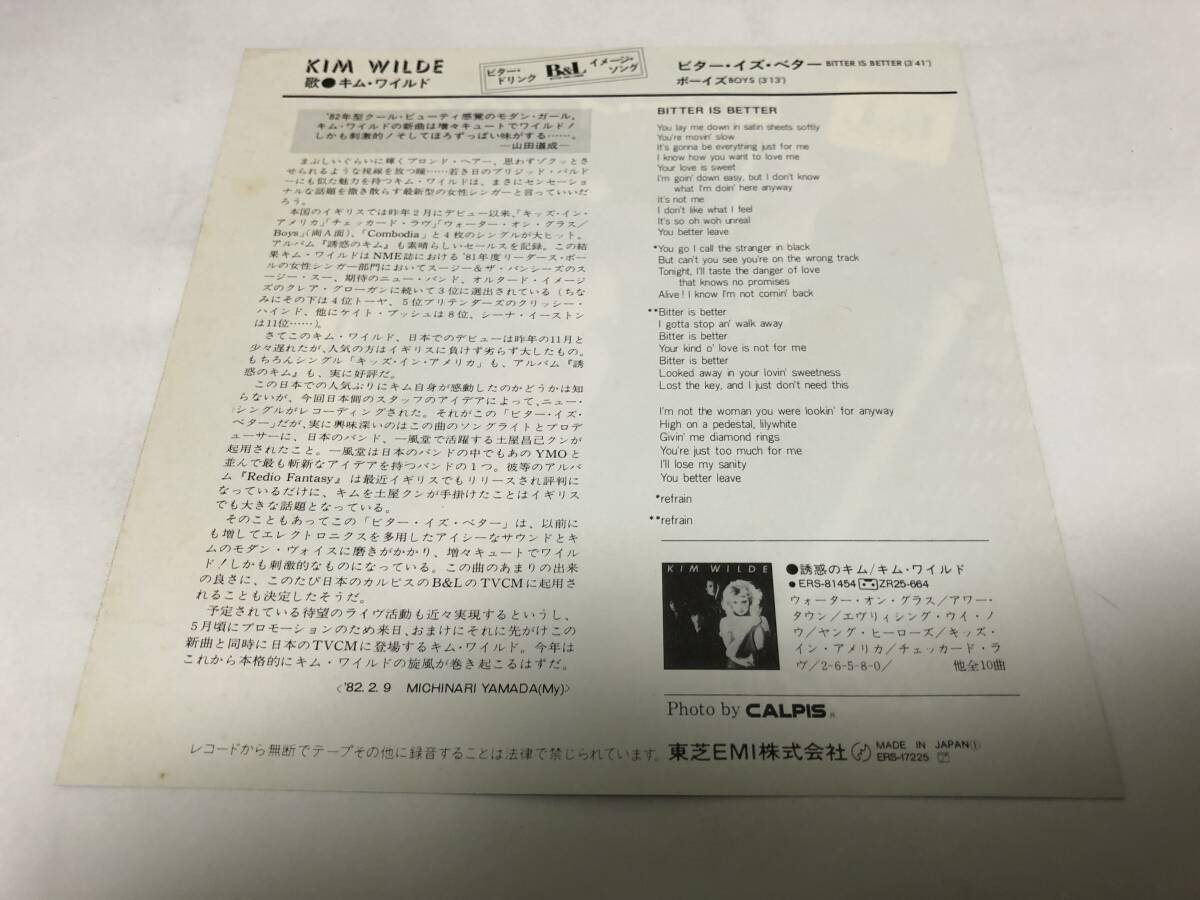 KIM WILDE
歌●キム・ワイルド
ビター・ドリンク B&L イメージ・ソング
ビター・イズ・ベター BITTER IS BETTER (3'41")
ボーイズ BOYS (3'13")
'82年型クール・ビューティ感覚のモダン・ガール,
キム・ワイルドの新曲は増々キュートでワイルド!
しかも刺激的!そしてほろずっぱい味がする……。
—山田道成—
まぶしいぐらいに輝くブロンド・ヘアー、思わずゾクッとさ
せられるような視線を放つ瞳……若き日のブリジッド・バルド
ーにも似た魅力を持つキム・ワイルドは、まさにセンセーショ
ナルな話題を撒き散らす最新型の女性シンガーと言っていいだ
ろう。
本国のイギリスでは昨年2月にデビュー以来、「キッズ・イン・
アメリカ」「チェッカード・ラヴ」「ウォーター・オン・グラス/
Boys」(両A面)、「Combodia」と4枚のシングルが大ヒット。
アルバム『誘惑のキム』も素晴らしいセールスを記録。この結
果キム・ワイルドはNME誌における'81年度リーダース・ポー
ルの女性シンガー部門においてスージー&ザ・バンシーズのス
ージー・スー、期待のニュー・バンド、オルタード・イメージ
ズのクレア・グローガンに続いて3位に選出されている(ちな
みにその下は4位トーヤ、5位プリテンダーズのクリッシー・
ハインド、他にケイト・ブッシュは8位、シーナ・イーストン
は11位……)。
さてこのキム・ワイルド、日本でのデビューは昨年の11月と
少々遅れたが、人気の方はイギリスに負けず劣らず大したもの。
もちろんシングル「キッズ・イン・アメリカ」も、アルバム『誘
惑のキム』も、実に好評だ。
この日本での人気ぶりにキム自身が感動したのかどうかは知
らないが、今回日本側のスタッフのアイデアによって、ニュー・
シングルがレコーディングされた。それがこの「ビター・イズ・
ベター」だが、実に興味深いのはこの曲のソングライトとプロデ
ューサーに、日本のバンド、一風堂で活躍する土屋昌己クンが
起用されたこと。一風堂は日本のバンドの中でもあのYMOと
並んで最も斬新なアイデアを持つバンドの1つ。彼等のアルバ
ム『Redio Fantasy』は最近イギリスでもリリースされ評判に
なっているだけに、キムを土屋クンが手掛けたことはイギリス
でも大きな話題となっている。
そのこともあってこの「ビター・イズ・ベター」は、以前に
も増してエレクトロニクスを多用したアイシーなサウンドとキ
ムのモダン・ヴォイスに磨きがかかり、増々キュートでワイル
ド!しかも刺激的なものになっている。この曲のあまりの出来
の良さに、このたび日本のカルピスのB&LのTVCMに起用さ
れることも決定したそうだ。
予定されている待望のライヴ活動も近々実現するというし、
5月頃にプロモーションのため来日、おまけにそれに先がけこの
新曲と同時に日本のTVCMに登場するキム・ワイルド。今年は
これから本格的にキム・ワイルドの旋風が巻き起こるはずだ。
〈'82. 2. 9 MICHINARI YAMADA(My)〉
BITTER IS BETTER
You lay me down in satin sheets softly
You're movin' slow
It's gonna be everything just for me
I know how you want to love me
Your love is sweet
I'm goin' down easy, but I don't know
what I'm doin' here anyway
It's not me
I don't like what I feel
It's so oh woh unreal
You better leave
*You go I call the stranger in black
But can't you see you're on the wrong track
Tonight, I'll taste the danger of love
that knows no promises
Alive! I know I'm not comin' back
**Bitter is better
I gotta stop an' walk away
Bitter is better
Your kind o' love is not for me
Bitter is better
Looked away in your lovin' sweetness
Lost the key, and I just don't need this
I'm not the woman you were lookin' for anyway
High on a pedestal, lilywhite
Givin' me diamond rings
You're just too much for me
I'll lose my sanity
You better leave
*refrain
**refrain
KIM WILDE
●誘惑のキム/キム・ワイルド
●ERS-81454 ZR25-664
ウォーター・オン・グラス/アワー・
タウン/エヴリィシング・ウイ・ノ
ウ/ヤング・ヒーローズ/キッズ・
イン・アメリカ/チェッカード・ラ
ヴ/2-6-5-8-0/ 他全10曲
Photo by CALPIS®
レコードから無断でテープその他に録音することは法律で禁じられています。
東芝EMI株式会社
MADE IN JAPAN①
ERS-17225